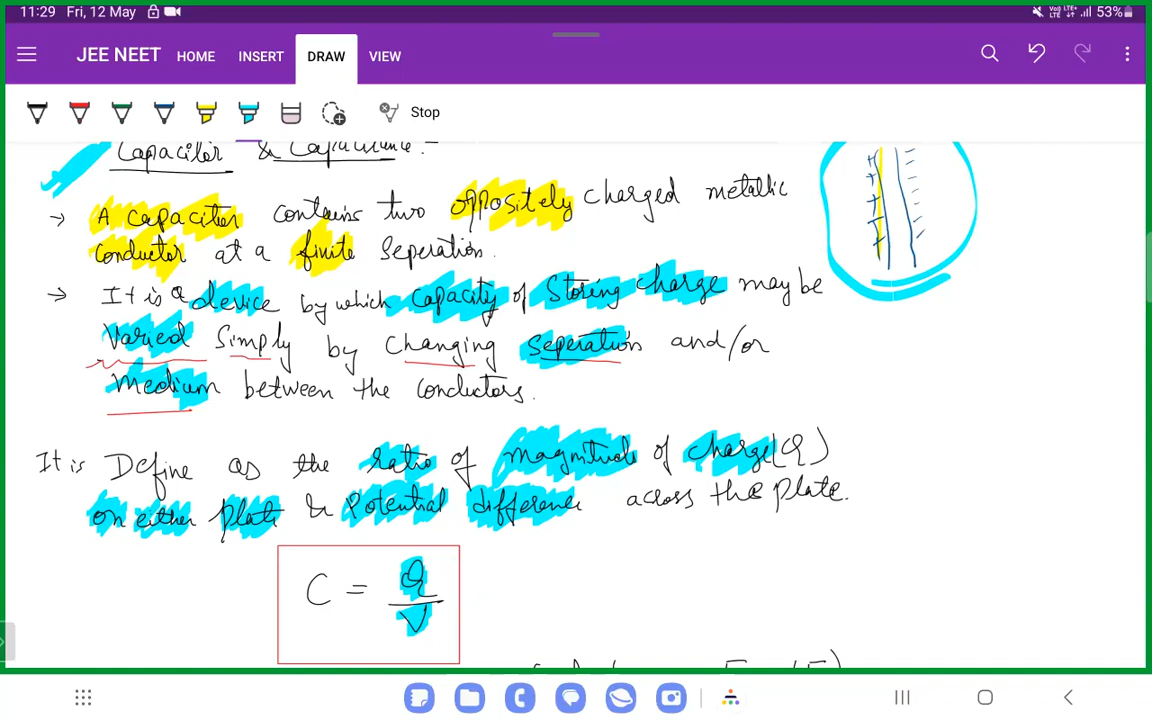 11:29 Fri, 12 May 53%
JEE NEET HOME INSERT DRAW VIEW
Stop
Capacitor & Capacitance :-
→ A capacitor contains two oppositely charged metallic
conductor at a finite seperation.
→ It is a device by which capacity of storing charge may be
Varied Simply by Changing Seperation and/or
Medium between the conductors.
It is Define as the ratio of magnitude of charge (Q)
on either plate & potential difference across the plate.
C = Q/V